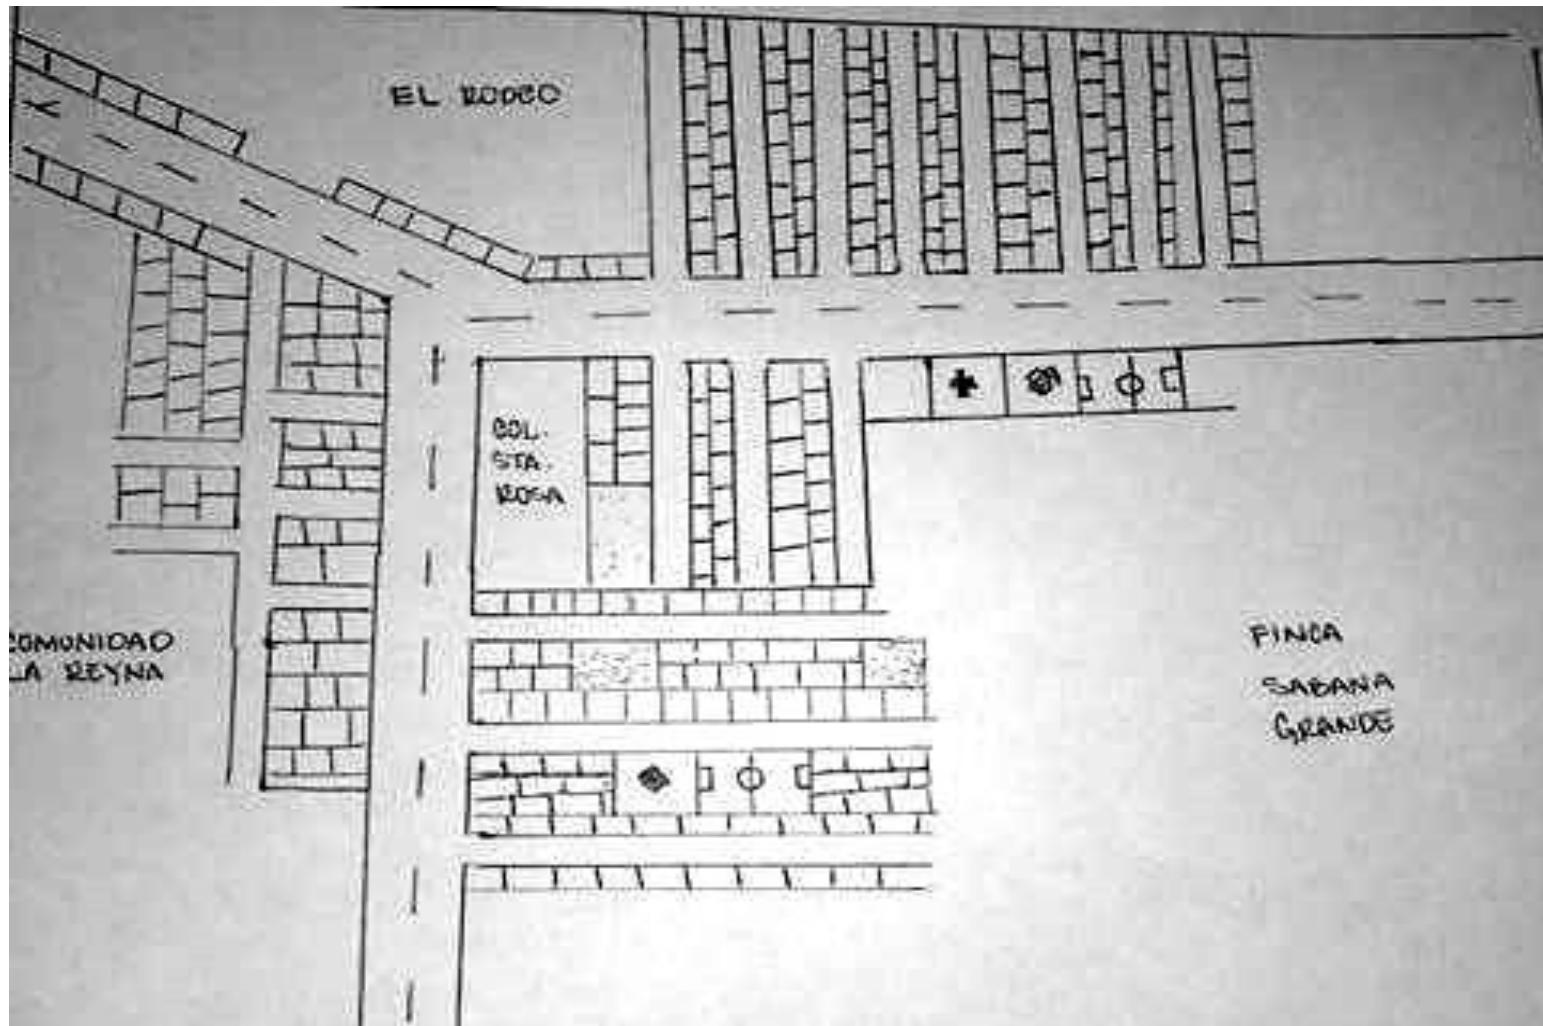 EL RODEO
COL.
STA.
ROSA
COMUNIDAD
LA REYNA
FINCA
SABANA
GRANDE